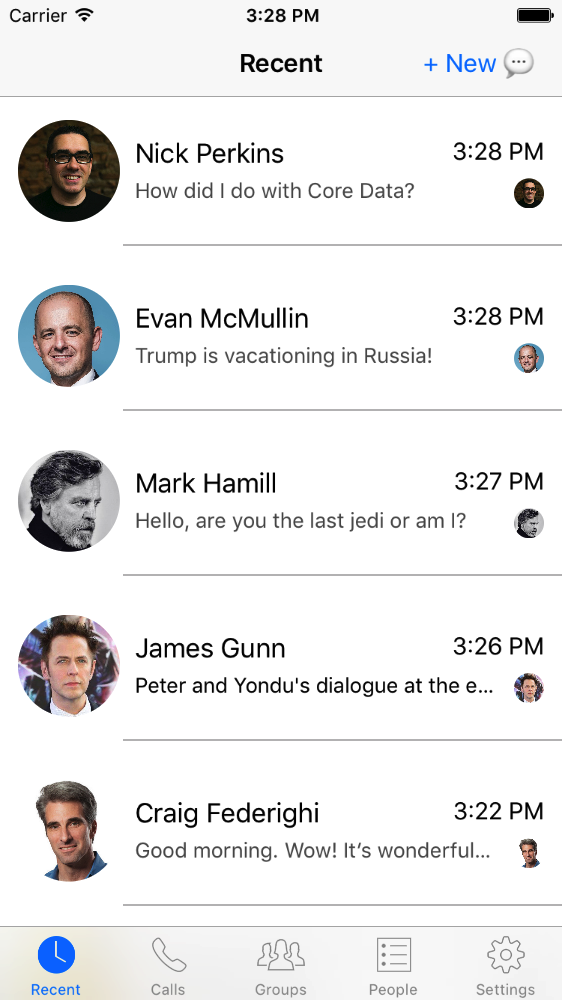 Carrier 3:28 PM
Recent + New
Nick Perkins 3:28 PM
How did I do with Core Data?
Evan McMullin 3:28 PM
Trump is vacationing in Russia!
Mark Hamill 3:27 PM
Hello, are you the last jedi or am I?
James Gunn 3:26 PM
Peter and Yondu's dialogue at the e...
Craig Federighi 3:22 PM
Good morning. Wow! It’s wonderful...
Recent Calls Groups People Settings